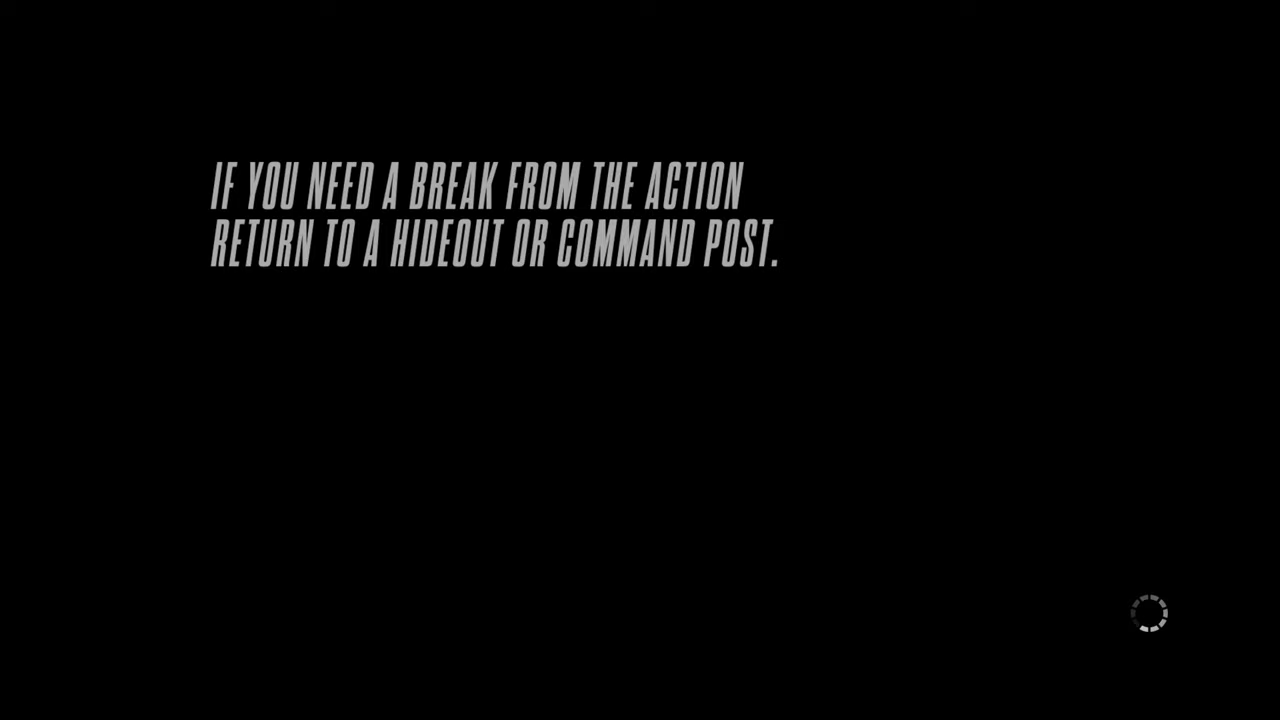 IF YOU NEED A BREAK FROM THE ACTION
RETURN TO A HIDEOUT OR COMMAND POST.